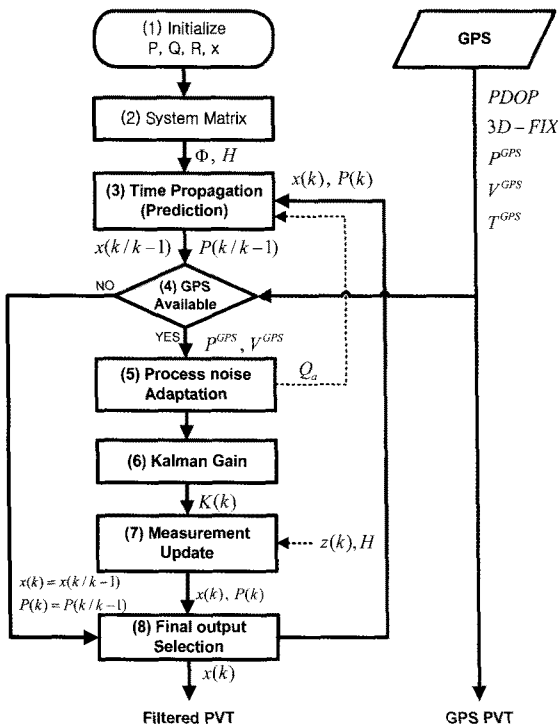 (1) Initialize
P, Q, R, x
GPS
PDOP
3D-FIX
P^GPS
V^GPS
T^GPS
(2) System Matrix
Φ, H
(3) Time Propagation
(Prediction)
x(k), P(k)
x(k/k-1) P(k/k-1)
(4) GPS
Available
NO
YES
P^GPS, V^GPS
(5) Process noise
Adaptation
Q_a
(6) Kalman Gain
K(k)
(7) Measurement
Update
z(k), H
x(k) = x(k/k-1)
P(k) = P(k/k-1)
x(k), P(k)
(8) Final output
Selection
x(k)
Filtered PVT
GPS PVT